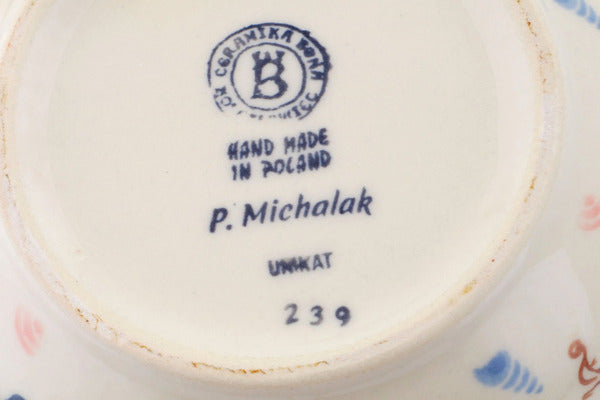 CERAMIKA BONA
B
HAND MADE
IN POLAND
P. Michalak
UNIKAT
239